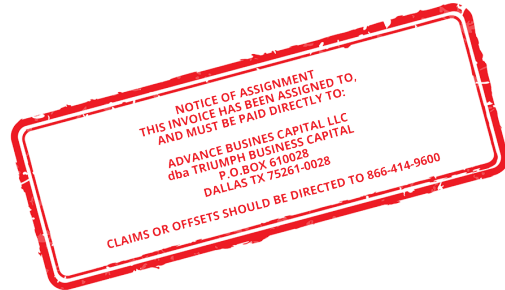 NOTICE OF ASSIGNMENT
THIS INVOICE HAS BEEN ASSIGNED TO,
AND MUST BE PAID DIRECTLY TO:
ADVANCE BUSINES CAPITAL LLC
dba TRIUMPH BUSINESS CAPITAL
P.O.BOX 610028
DALLAS TX 75261-0028
CLAIMS OR OFFSETS SHOULD BE DIRECTED TO 866-414-9600